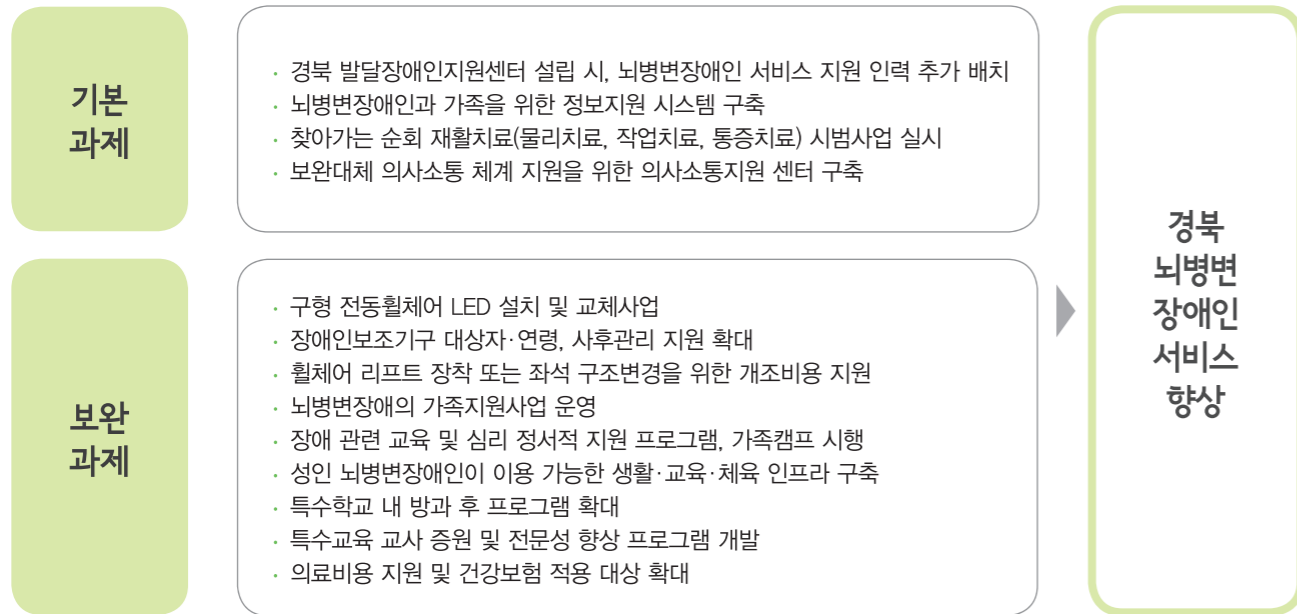 기본
과제
· 경북 발달장애인지원센터 설립 시, 뇌병변장애인 서비스 지원 인력 추가 배치
· 뇌병변장애인과 가족을 위한 정보지원 시스템 구축
· 찾아가는 순회 재활치료(물리치료, 작업치료, 통증치료) 시범사업 실시
· 보완대체 의사소통 체계 지원을 위한 의사소통지원 센터 구축
보완
과제
· 구형 전동휠체어 LED 설치 및 교체사업
· 장애인보조기구 대상자·연령, 사후관리 지원 확대
· 휠체어 리프트 장착 또는 좌석 구조변경을 위한 개조비용 지원
· 뇌병변장애의 가족지원사업 운영
· 장애 관련 교육 및 심리 정서적 지원 프로그램, 가족캠프 시행
· 성인 뇌병변장애인이 이용 가능한 생활·교육·체육 인프라 구축
· 특수학교 내 방과 후 프로그램 확대
· 특수교육 교사 증원 및 전문성 향상 프로그램 개발
· 의료비용 지원 및 건강보험 적용 대상 확대
경북
뇌병변
장애인
서비스
향상